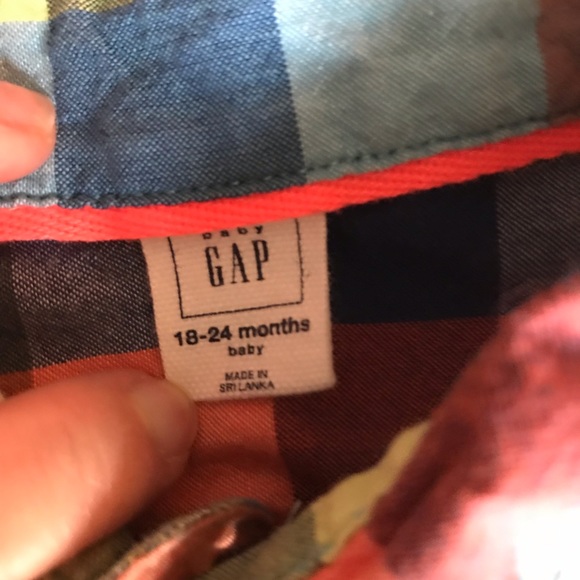 baby
GAP
18-24 months
baby
MADE IN
SRI LANKA